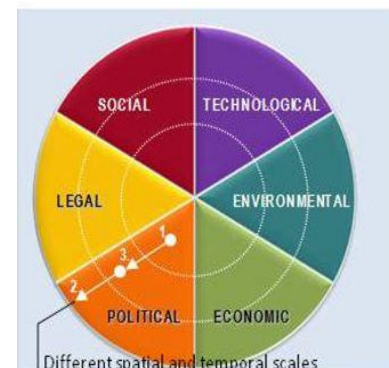 SOCIAL TECHNOLOGICAL
LEGAL ENVIRONMENTAL
1
3.
2
POLITICAL ECONOMIC
Different spatial and temporal scales